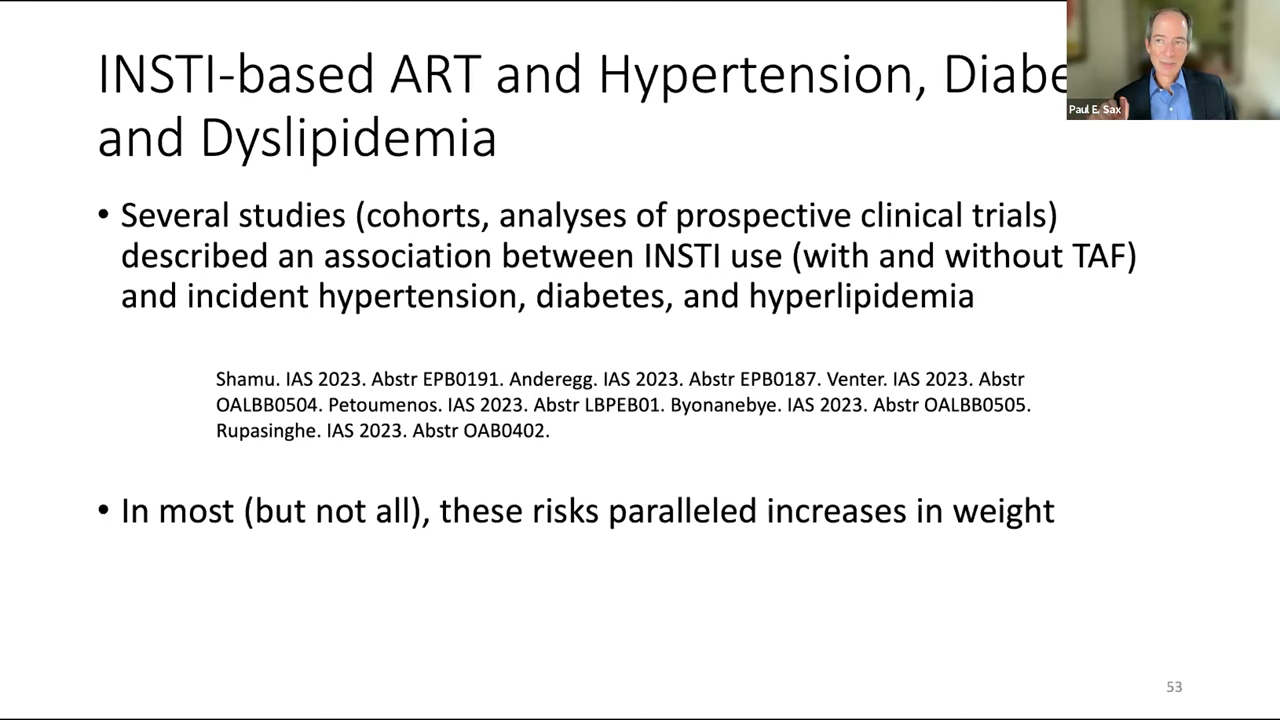 INSTI-based ART and Hypertension, Diabe
and Dyslipidemia
Paul E. Sax
• Several studies (cohorts, analyses of prospective clinical trials)
described an association between INSTI use (with and without TAF)
and incident hypertension, diabetes, and hyperlipidemia
Shamu. IAS 2023. Abstr EPB0191. Anderegg. IAS 2023. Abstr EPB0187. Venter. IAS 2023. Abstr
OALBB0504. Petoumenos. IAS 2023. Abstr LBPEB01. Byonanebye. IAS 2023. Abstr OALBB0505.
Rupasinghe. IAS 2023. Abstr OAB0402.
• In most (but not all), these risks paralleled increases in weight
53